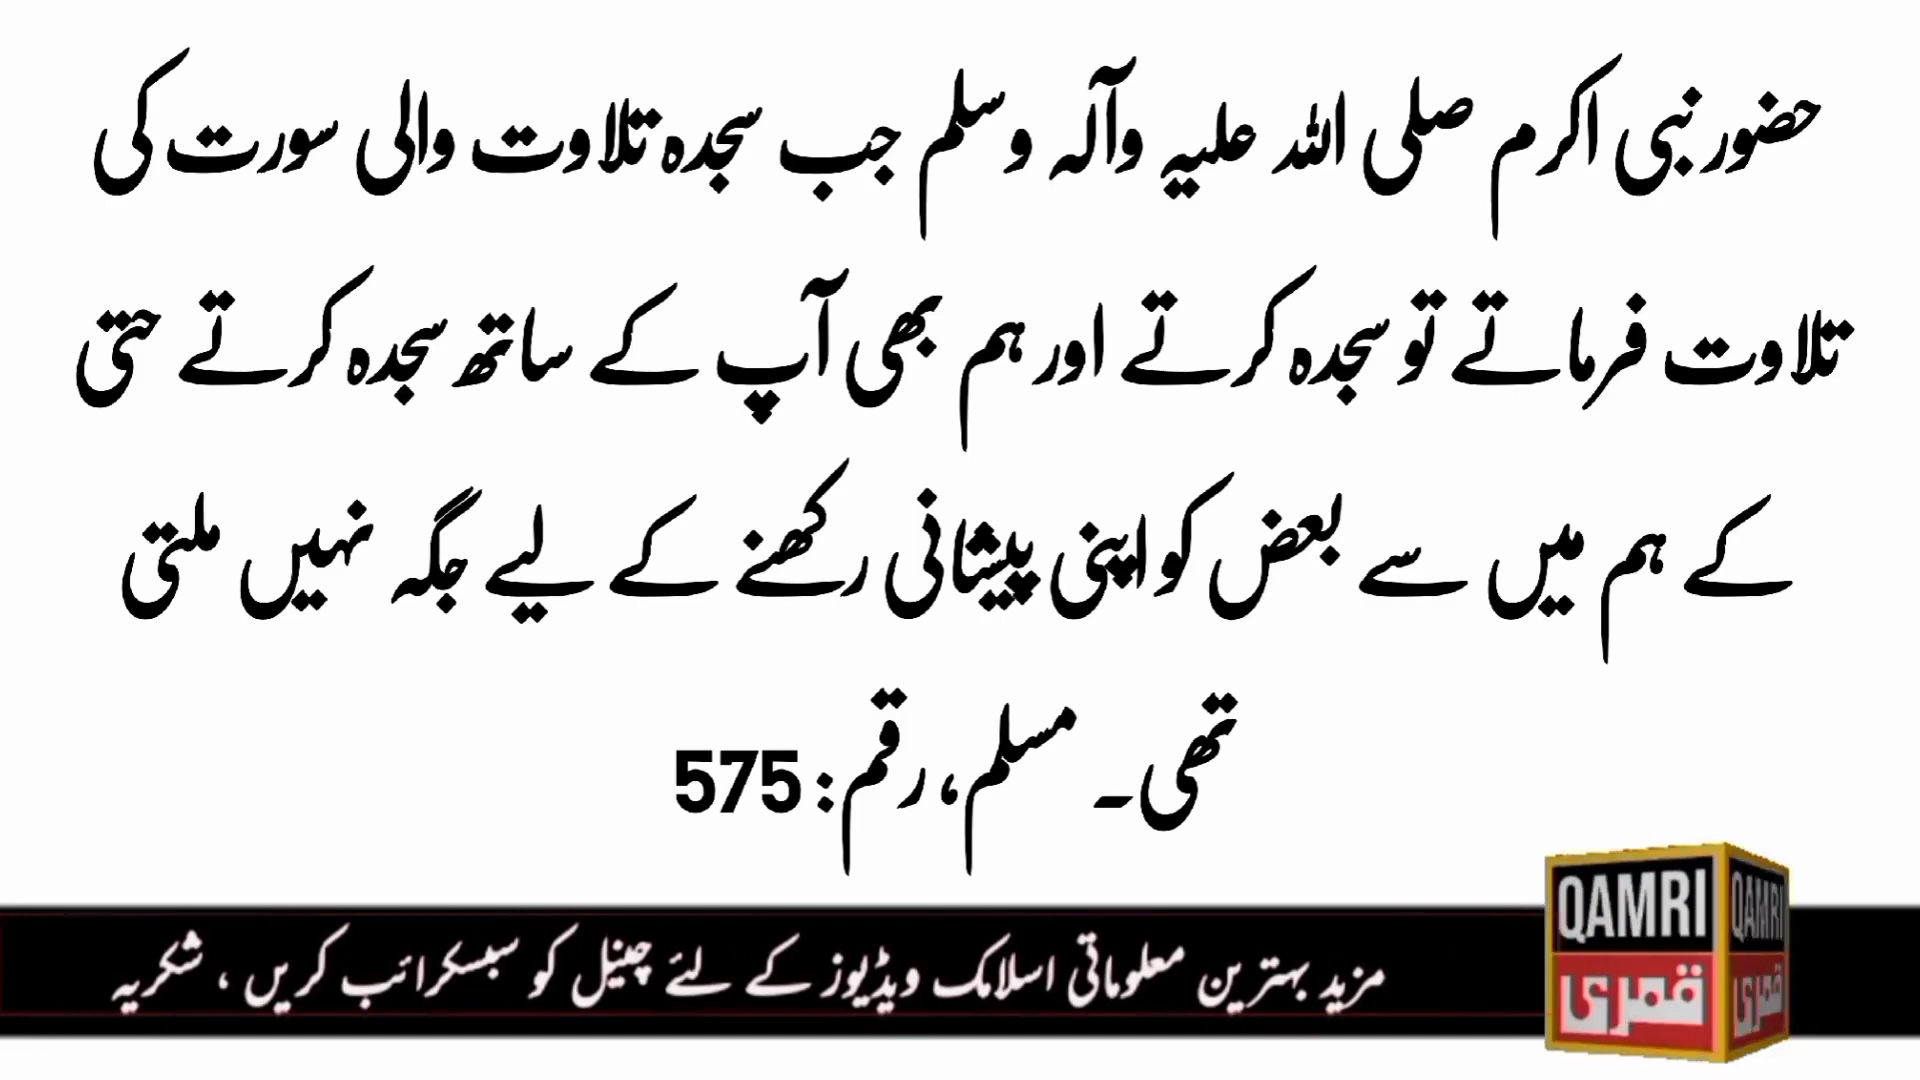 حضور نبی اکرم صلی اللہ علیہ وآلہ وسلم جب سجدہ تلاوت والی سورت کی
تلاوت فرماتے تو سجدہ کرتے اور ہم بھی آپ کے ساتھ سجدہ کرتے حتی
کے ہم میں سے بعض کو اپنی پیشانی رکھنے کے لیے جگہ نہیں ملتی
تھی۔ مسلم، رقم: 575
QAMRI QAMRI
قمری قمری
مزید بہترین معلوماتی اسلامک ویڈیوز کے لئے چینیل کو سبسکرائب کریں ، شکریہ